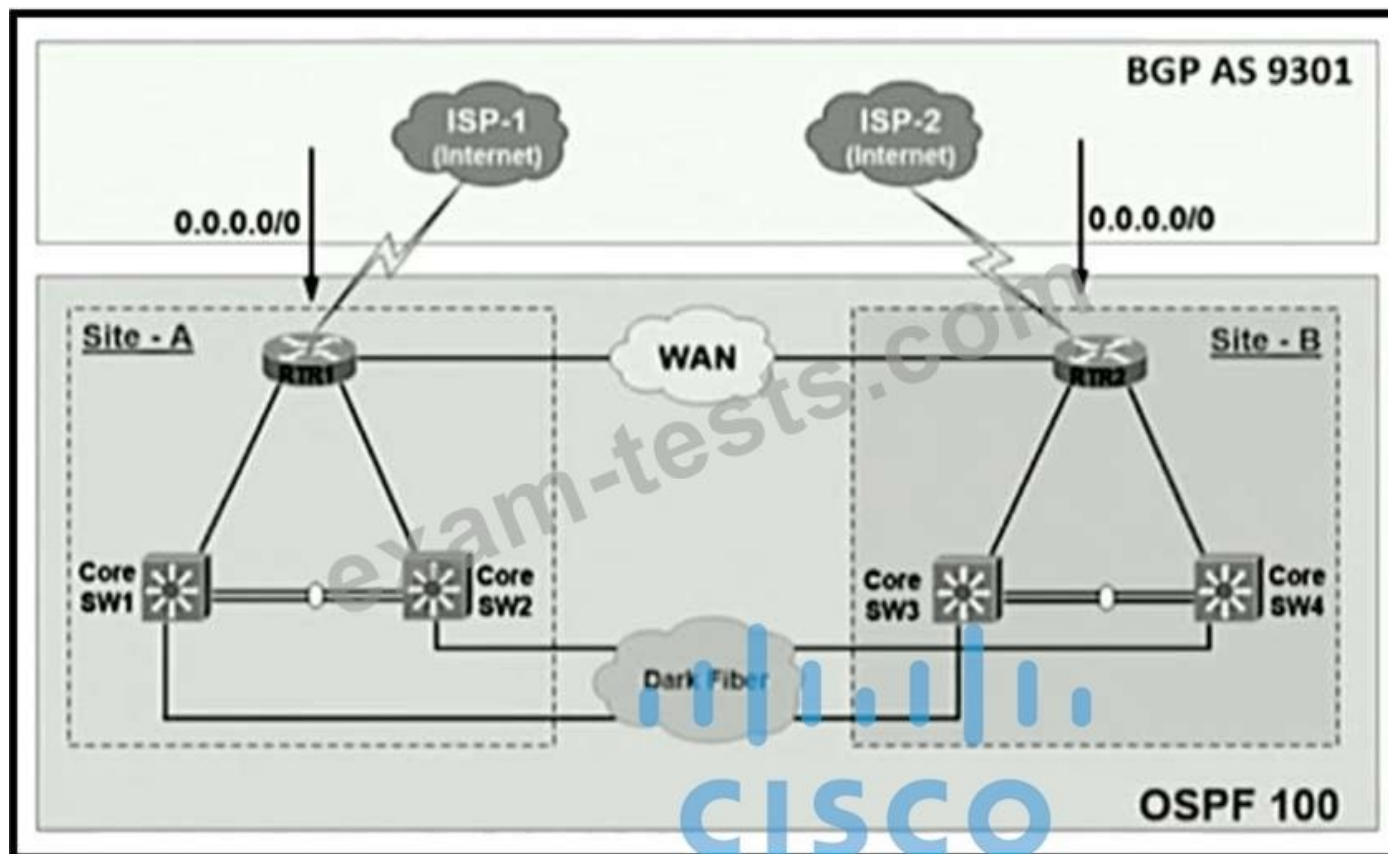 BGP AS 9301
ISP-1
(Internet)
ISP-2
(Internet)
0.0.0.0/0
0.0.0.0/0
Site - A
Site - B
RTR1
WAN
RTR2
exam-tests.com
Core
SW1
Core
SW2
Core
SW3
Core
SW4
Dark Fiber
CISCO
OSPF 100